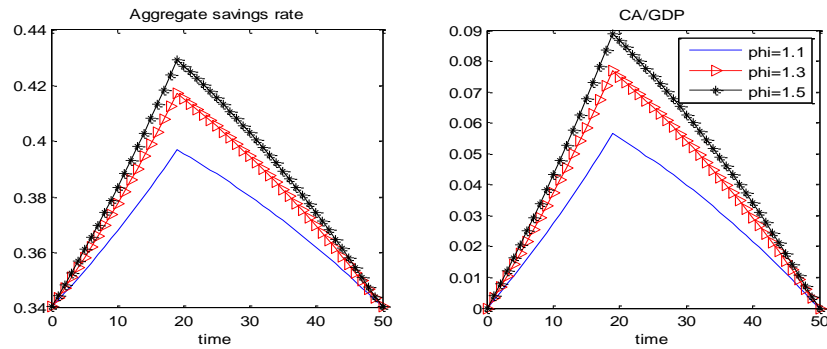 Aggregate savings rate
0.44
0.42
0.4
0.38
0.36
0.34
0 10 20 30 40 50
time
CA/GDP
0.09
0.08
0.07
0.06
0.05
0.04
0.03
0.02
0.01
0
0 10 20 30 40 50
time
phi=1.1
phi=1.3
phi=1.5